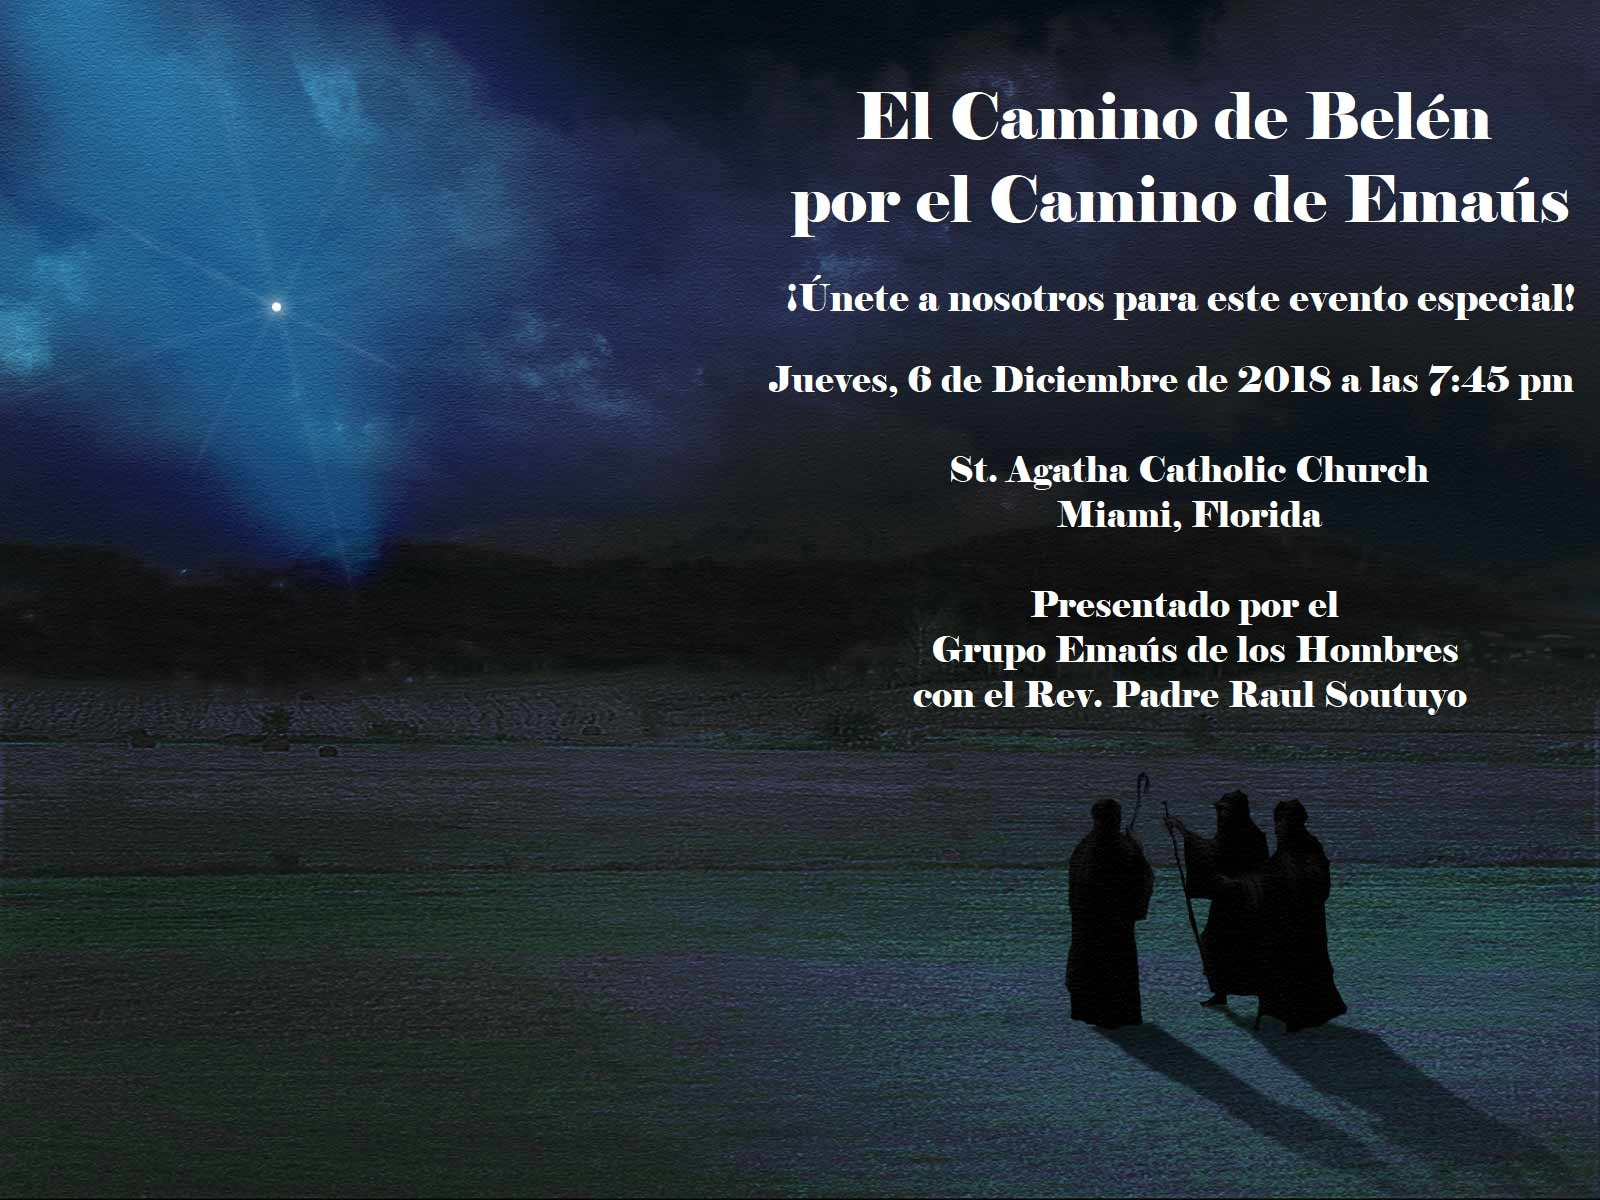 El Camino de Belén
por el Camino de Emaús
¡Únete a nosotros para este evento especial!
Jueves, 6 de Diciembre de 2018 a las 7:45 pm
St. Agatha Catholic Church
Miami, Florida
Presentado por el
Grupo Emaús de los Hombres
con el Rev. Padre Raul Soutuyo